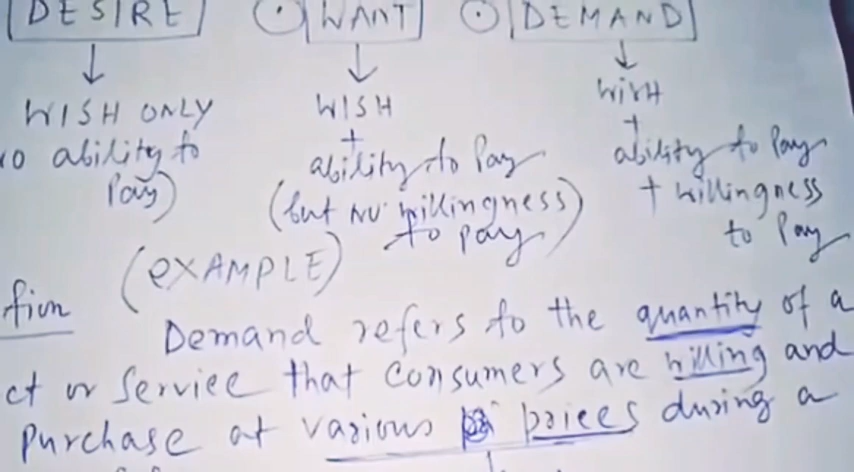 DESIRE WANT DEMAND
WISH ONLY WISH WISH
+ +
ability to ability to Pay ability to Pay
Pay) (but NO willingness + willingness
to pay) to Pay
(EXAMPLE)
Demand refers to the quantity of a
or Service that consumers are willing and
Purchase at various prices during a